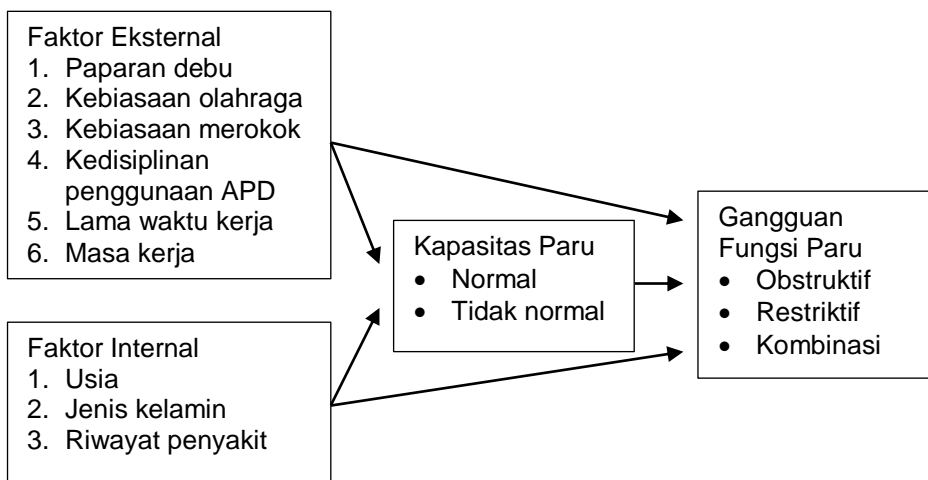 Faktor Eksternal
1. Paparan debu
2. Kebiasaan olahraga
3. Kebiasaan merokok
4. Kedisiplinan
penggunaan APD
5. Lama waktu kerja
6. Masa kerja
Faktor Internal
1. Usia
2. Jenis kelamin
3. Riwayat penyakit
Kapasitas Paru
• Normal
• Tidak normal
Gangguan
Fungsi Paru
• Obstruktif
• Restriktif
• Kombinasi